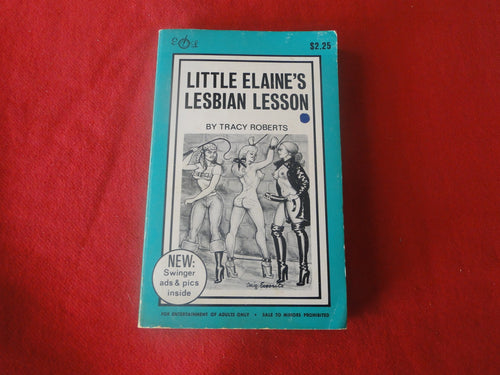 $2.25
LITTLE ELAINE'S
LESBIAN LESSON
BY TRACY ROBERTS
NEW:
Swinger
ads & pics
inside
FOR ENTERTAINMENT OF ADULTS ONLY • SALE TO MINORS PROHIBITED